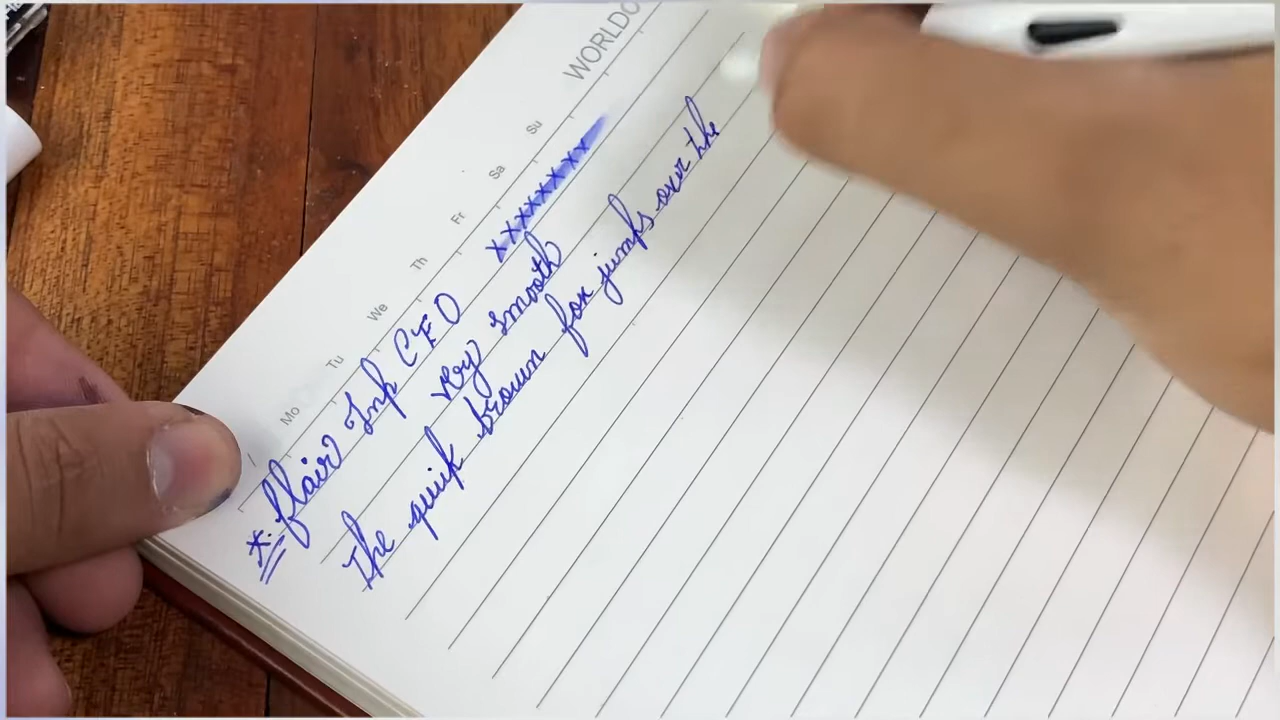 WORLDC
Mo Tu We Th Fr Sa Su
xxxxxxxx
* flair Ink CFO
very smooth
The quick brown fox jumps over the